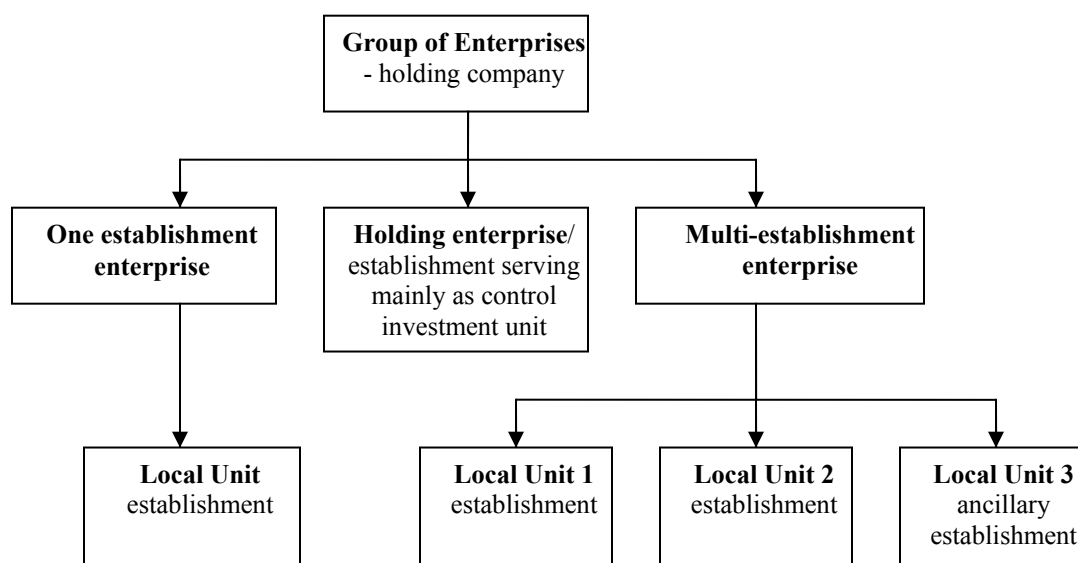 Group of Enterprises
- holding company
One establishment
enterprise
Holding enterprise/
establishment serving
mainly as control
investment unit
Multi-establishment
enterprise
Local Unit
establishment
Local Unit 1
establishment
Local Unit 2
establishment
Local Unit 3
ancillary
establishment